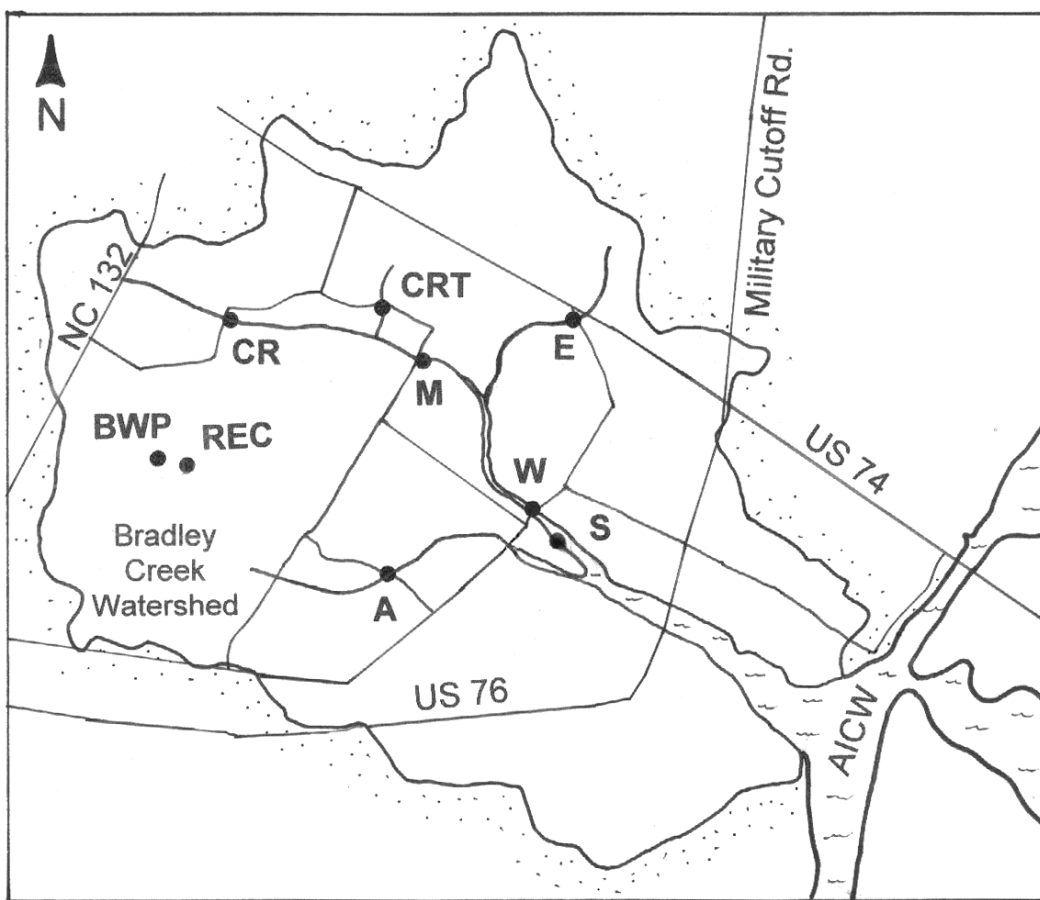 N
Military Cutoff Rd.
NC 132
CRT
CR
E
M
BWP
REC
US 74
W
S
Bradley
Creek
Watershed
A
US 76
AICW